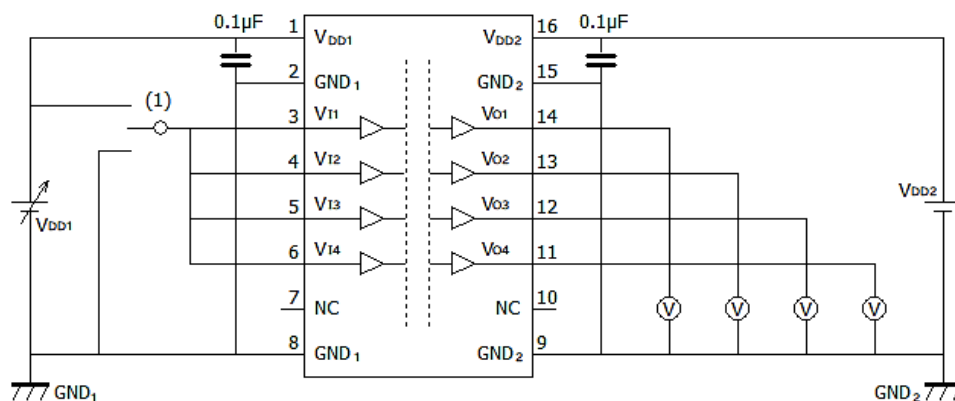 0.1μF 1 16 0.1μF
VDD1 VDD2
2 15
GND1 GND2
(1) 3 VI1 VO1 14
4 VI2 VO2 13
5 VI3 VO3 12
VDD1 VDD2
6 VI4 VO4 11
7 NC 10
V V V V
8 GND1 GND2 9
GND1 GND2